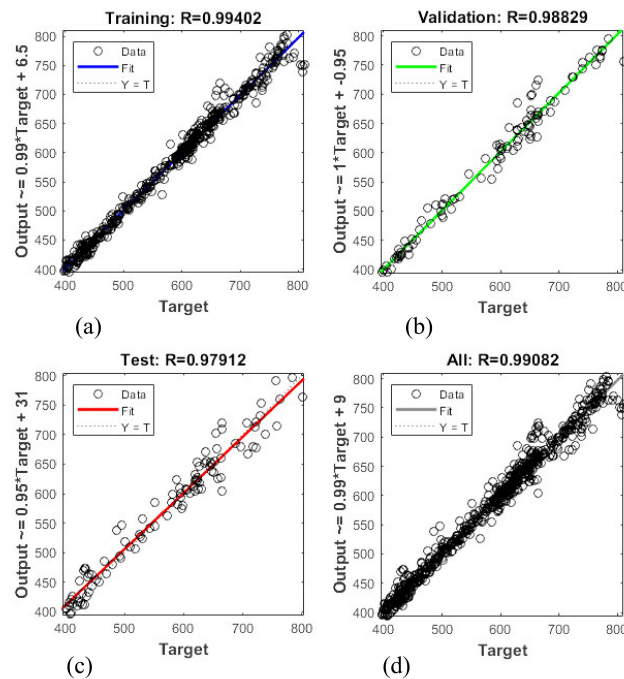 Training: R=0.99402
Output ~= 0.99*Target + 6.5
800
750
700
650
600
550
500
450
400
Data
Fit
Y = T
400 500 600 700 800
Target
(a)
Validation: R=0.98829
Output ~= 1*Target + -0.95
800
750
700
650
600
550
500
450
400
Data
Fit
Y = T
400 500 600 700 800
Target
(b)
Test: R=0.97912
Output ~= 0.95*Target + 31
800
750
700
650
600
550
500
450
400
Data
Fit
Y = T
400 500 600 700 800
Target
(c)
All: R=0.99082
Output ~= 0.99*Target + 9
800
750
700
650
600
550
500
450
400
Data
Fit
Y = T
400 500 600 700 800
Target
(d)